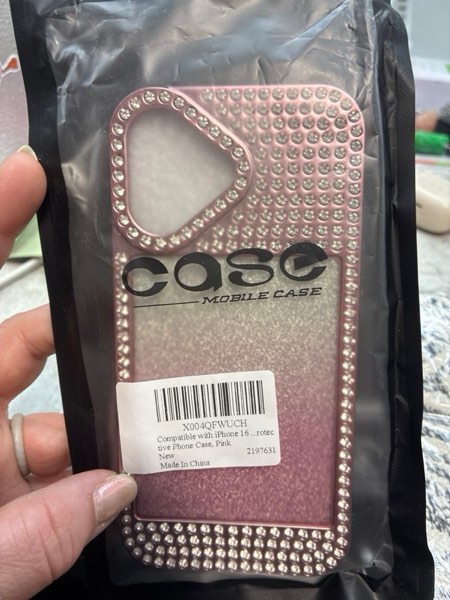 case
MOBILE CASE
X004QFWUCH
Compatible with iPhone 16 ...rotec
tive Phone Case, Pink
New 2197631
Made In China